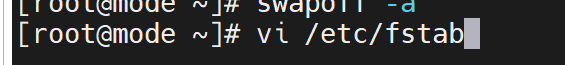 [root@mode ~]# swapoff -a
[root@mode ~]# vi /etc/fstab